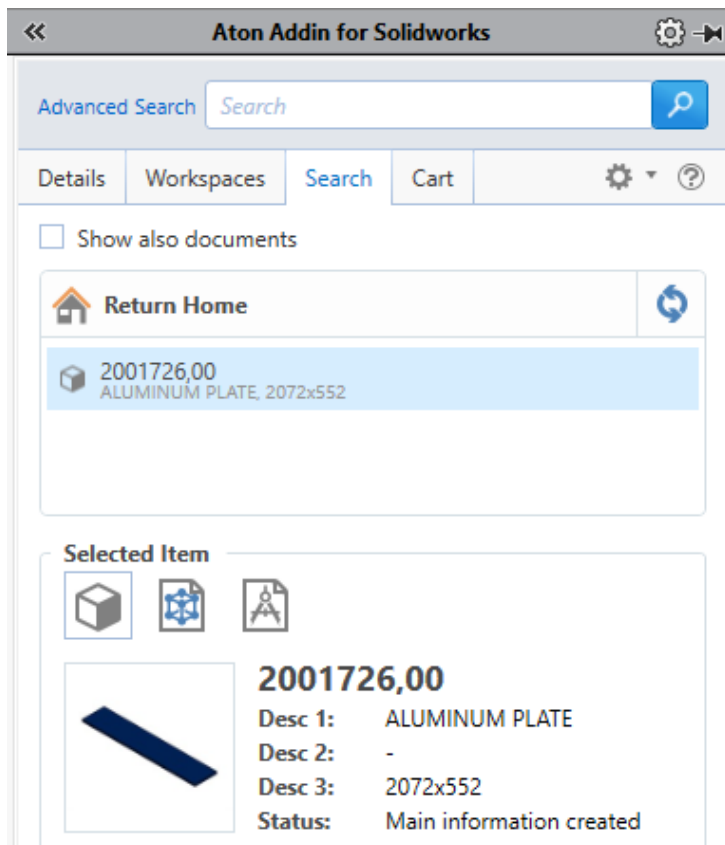 Aton Addin for Solidworks
Advanced Search Search
Details Workspaces Search Cart
Show also documents
Return Home
2001726,00
ALUMINUM PLATE, 2072x552
Selected Item
2001726,00
Desc 1: ALUMINUM PLATE
Desc 2: -
Desc 3: 2072x552
Status: Main information created